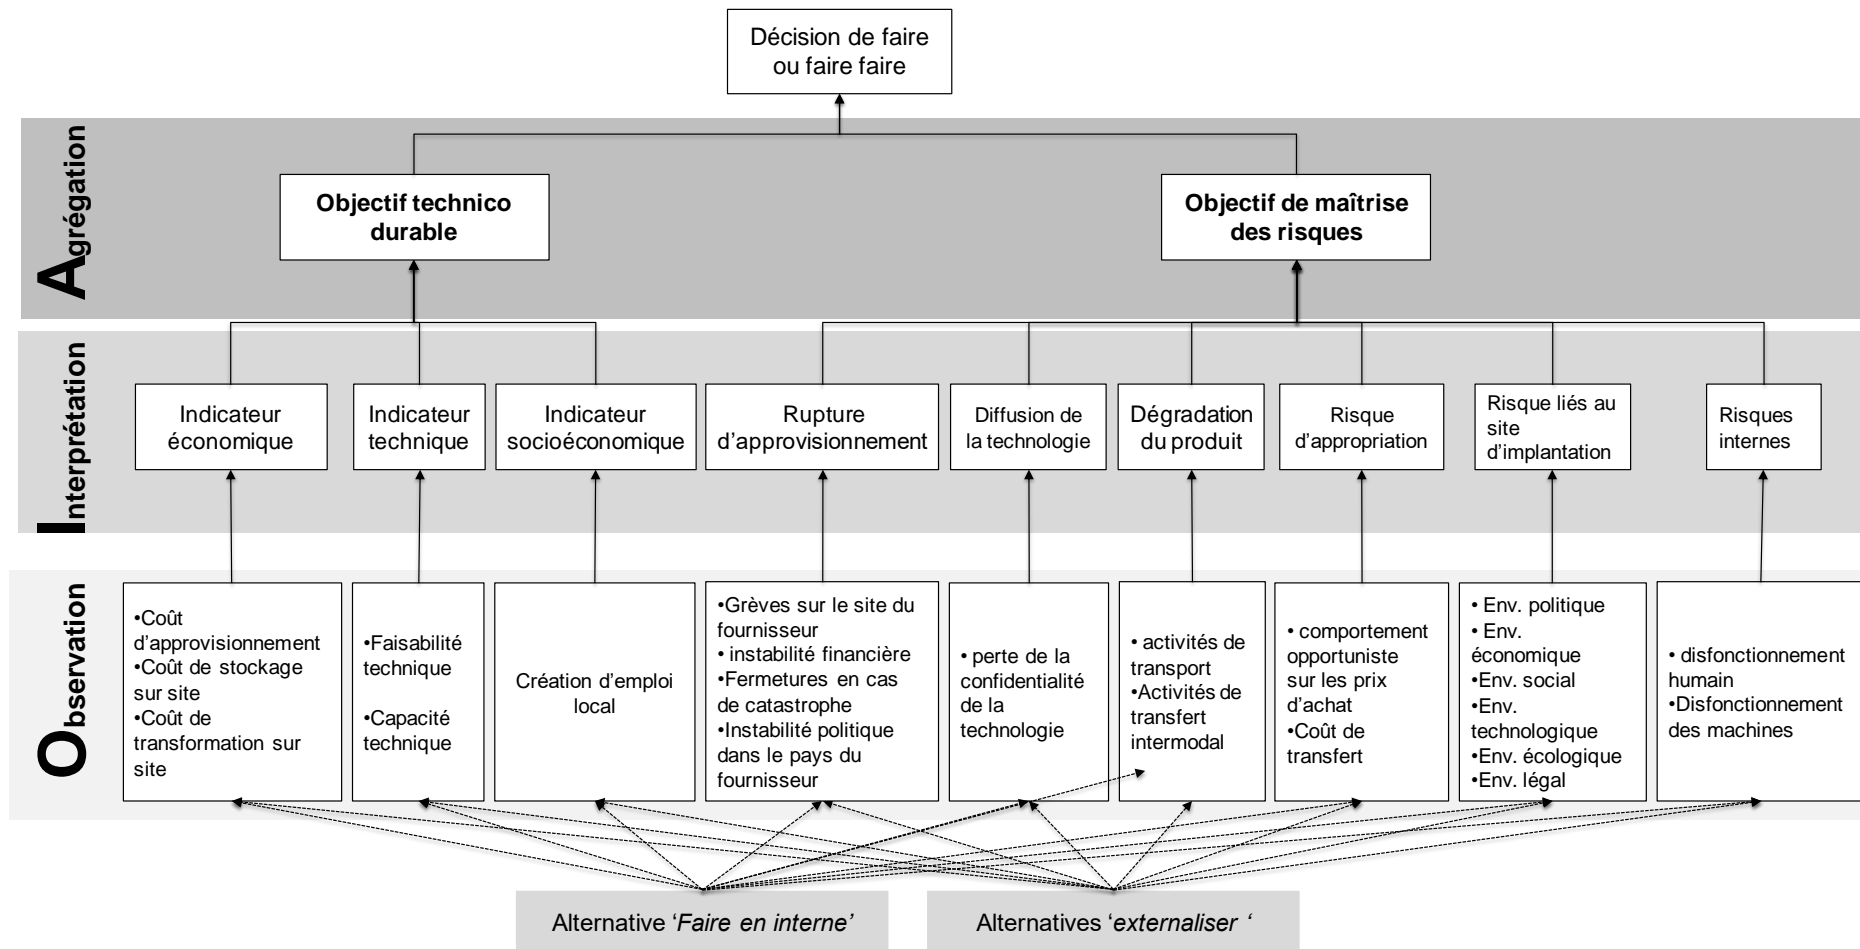 Décision de faire
ou faire faire
Agrégation
Objectif technico
durable
Objectif de maîtrise
des risques
Interprétation
Indicateur
économique
Indicateur
technique
Indicateur
socioéconomique
Rupture
d’approvisionnement
Diffusion de
la technologie
Dégradation
du produit
Risque
d’appropriation
Risque liés au
site
d’implantation
Risques
internes
Observation
•Coût
d’approvisionnement
•Coût de stockage
sur site
•Coût de
transformation sur
site
•Faisabilité
technique
•Capacité
technique
Création d’emploi
local
•Grèves sur le site du
fournisseur
• instabilité financière
•Fermetures en cas
de catastrophe
•Instabilité politique
dans le pays du
fournisseur
• perte de la
confidentialité
de la
technologie
• activités de
transport
•Activités de
transfert
intermodal
• comportement
opportuniste
sur les prix
d’achat
•Coût de
transfert
• Env. politique
• Env.
économique
•Env. social
•Env.
technologique
•Env. écologique
•Env. légal
• disfonctionnement
humain
•Disfonctionnement
des machines
Alternative ‘Faire en interne’
Alternatives ‘externaliser ‘